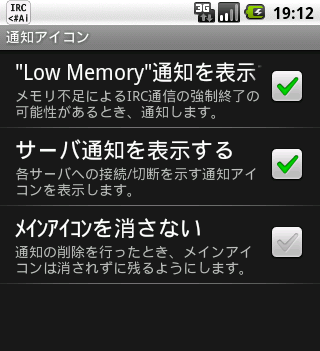 IRC
<#Ai
3G
19:12
通知アイコン
"Low Memory"通知を表示
メモリ不足によるIRC通信の強制終了の
可能性があるとき、通知します。
サーバ通知を表示する
各サーバへの接続/切断を示す通知アイ
コンを表示します。
ﾒｲﾝｱｲｺﾝを消さない
通知の削除を行ったとき、メインアイ
コンは消されずに残るようにします。